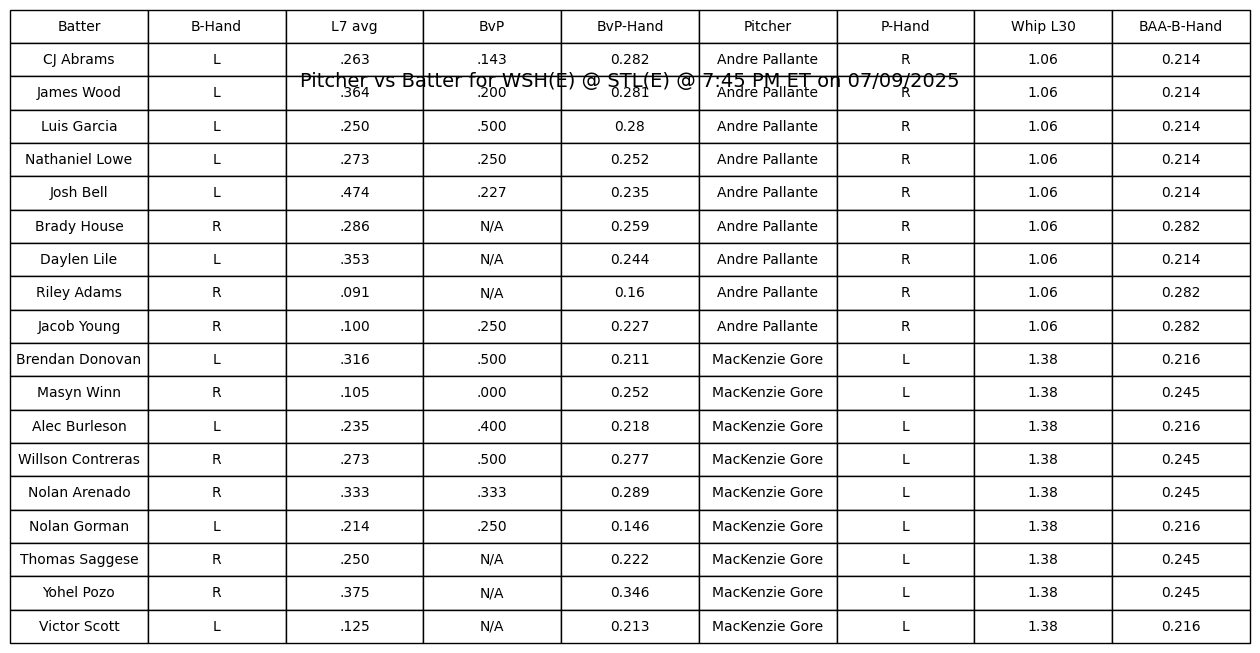 Batter B-Hand L7 avg BvP BvP-Hand Pitcher P-Hand Whip L30 BAA-B-Hand
CJ Abrams L .263 .143 0.282 Andre Pallante R 1.06 0.214
Pitcher vs Batter for WSH(E) @ STL(E) @ 7:45 PM ET on 07/09/2025
James Wood L .364 .200 0.281 Andre Pallante R 1.06 0.214
Luis Garcia L .250 .500 0.28 Andre Pallante R 1.06 0.214
Nathaniel Lowe L .273 .250 0.252 Andre Pallante R 1.06 0.214
Josh Bell L .474 .227 0.235 Andre Pallante R 1.06 0.214
Brady House R .286 N/A 0.259 Andre Pallante R 1.06 0.282
Daylen Lile L .353 N/A 0.244 Andre Pallante R 1.06 0.214
Riley Adams R .091 N/A 0.16 Andre Pallante R 1.06 0.282
Jacob Young R .100 .250 0.227 Andre Pallante R 1.06 0.282
Brendan Donovan L .316 .500 0.211 MacKenzie Gore L 1.38 0.216
Masyn Winn R .105 .000 0.252 MacKenzie Gore L 1.38 0.245
Alec Burleson L .235 .400 0.218 MacKenzie Gore L 1.38 0.216
Willson Contreras R .273 .500 0.277 MacKenzie Gore L 1.38 0.245
Nolan Arenado R .333 .333 0.289 MacKenzie Gore L 1.38 0.245
Nolan Gorman L .214 .250 0.146 MacKenzie Gore L 1.38 0.216
Thomas Saggese R .250 N/A 0.222 MacKenzie Gore L 1.38 0.245
Yohel Pozo R .375 N/A 0.346 MacKenzie Gore L 1.38 0.245
Victor Scott L .125 N/A 0.213 MacKenzie Gore L 1.38 0.216